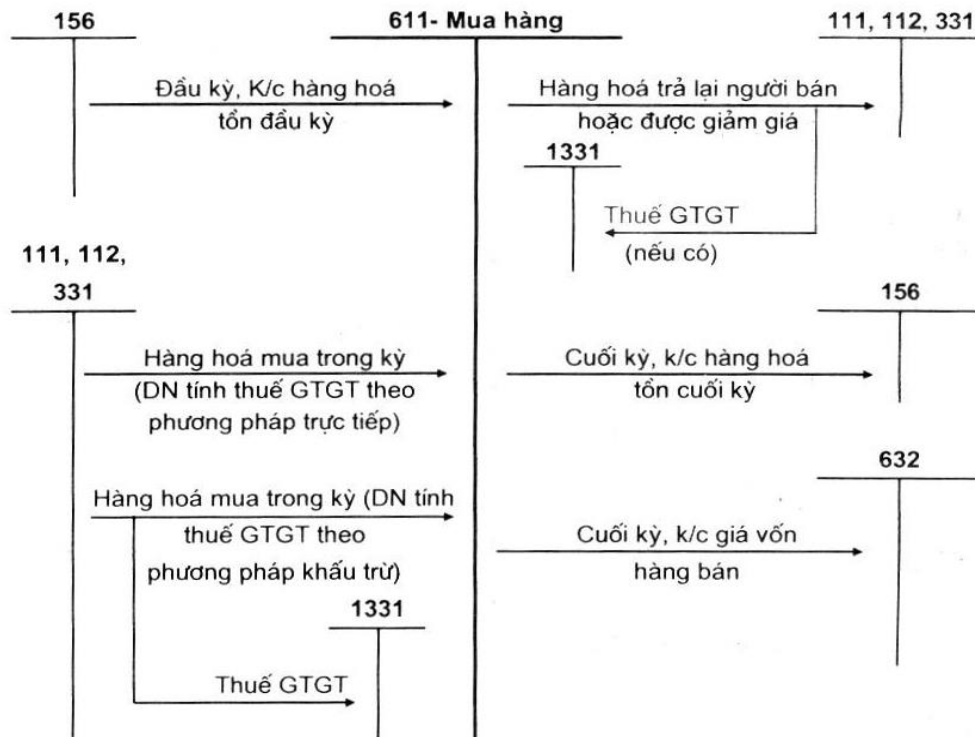 156
611- Mua hàng
111, 112, 331
Đầu kỳ, K/c hàng hoá
tồn đầu kỳ
Hàng hoá trả lại người bán
hoặc được giảm giá
1331
Thuế GTGT
(nếu có)
111, 112,
331
156
Hàng hoá mua trong kỳ
(DN tính thuế GTGT theo
phương pháp trực tiếp)
Cuối kỳ, k/c hàng hoá
tồn cuối kỳ
632
Hàng hoá mua trong kỳ (DN tính
thuế GTGT theo
phương pháp khấu trừ)
Cuối kỳ, k/c giá vốn
hàng bán
1331
Thuế GTGT